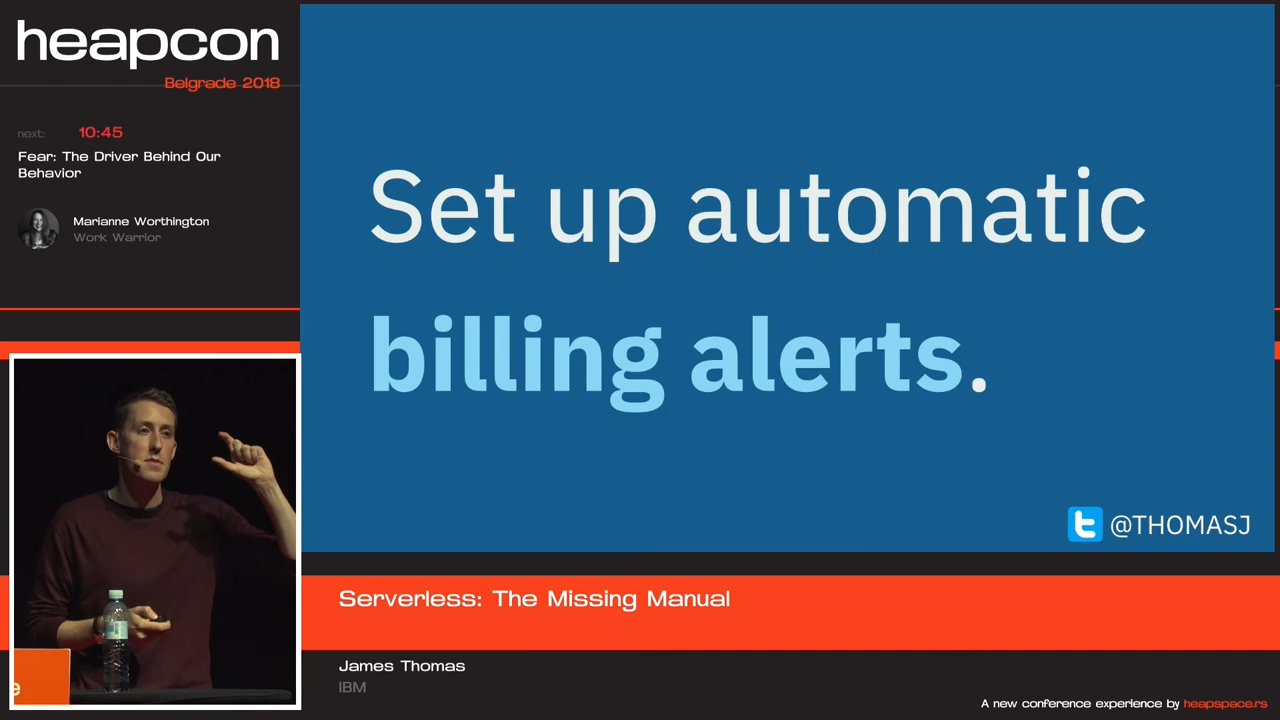 heapcon
Belgrade 2018
next: 10:45
Fear: The Driver Behind Our
Behavior
Marianne Worthington
Work Warrior
Set up automatic
billing alerts.
@THOMASJ
Serverless: The Missing Manual
James Thomas
IBM
A new conference experience by heapspace.rs